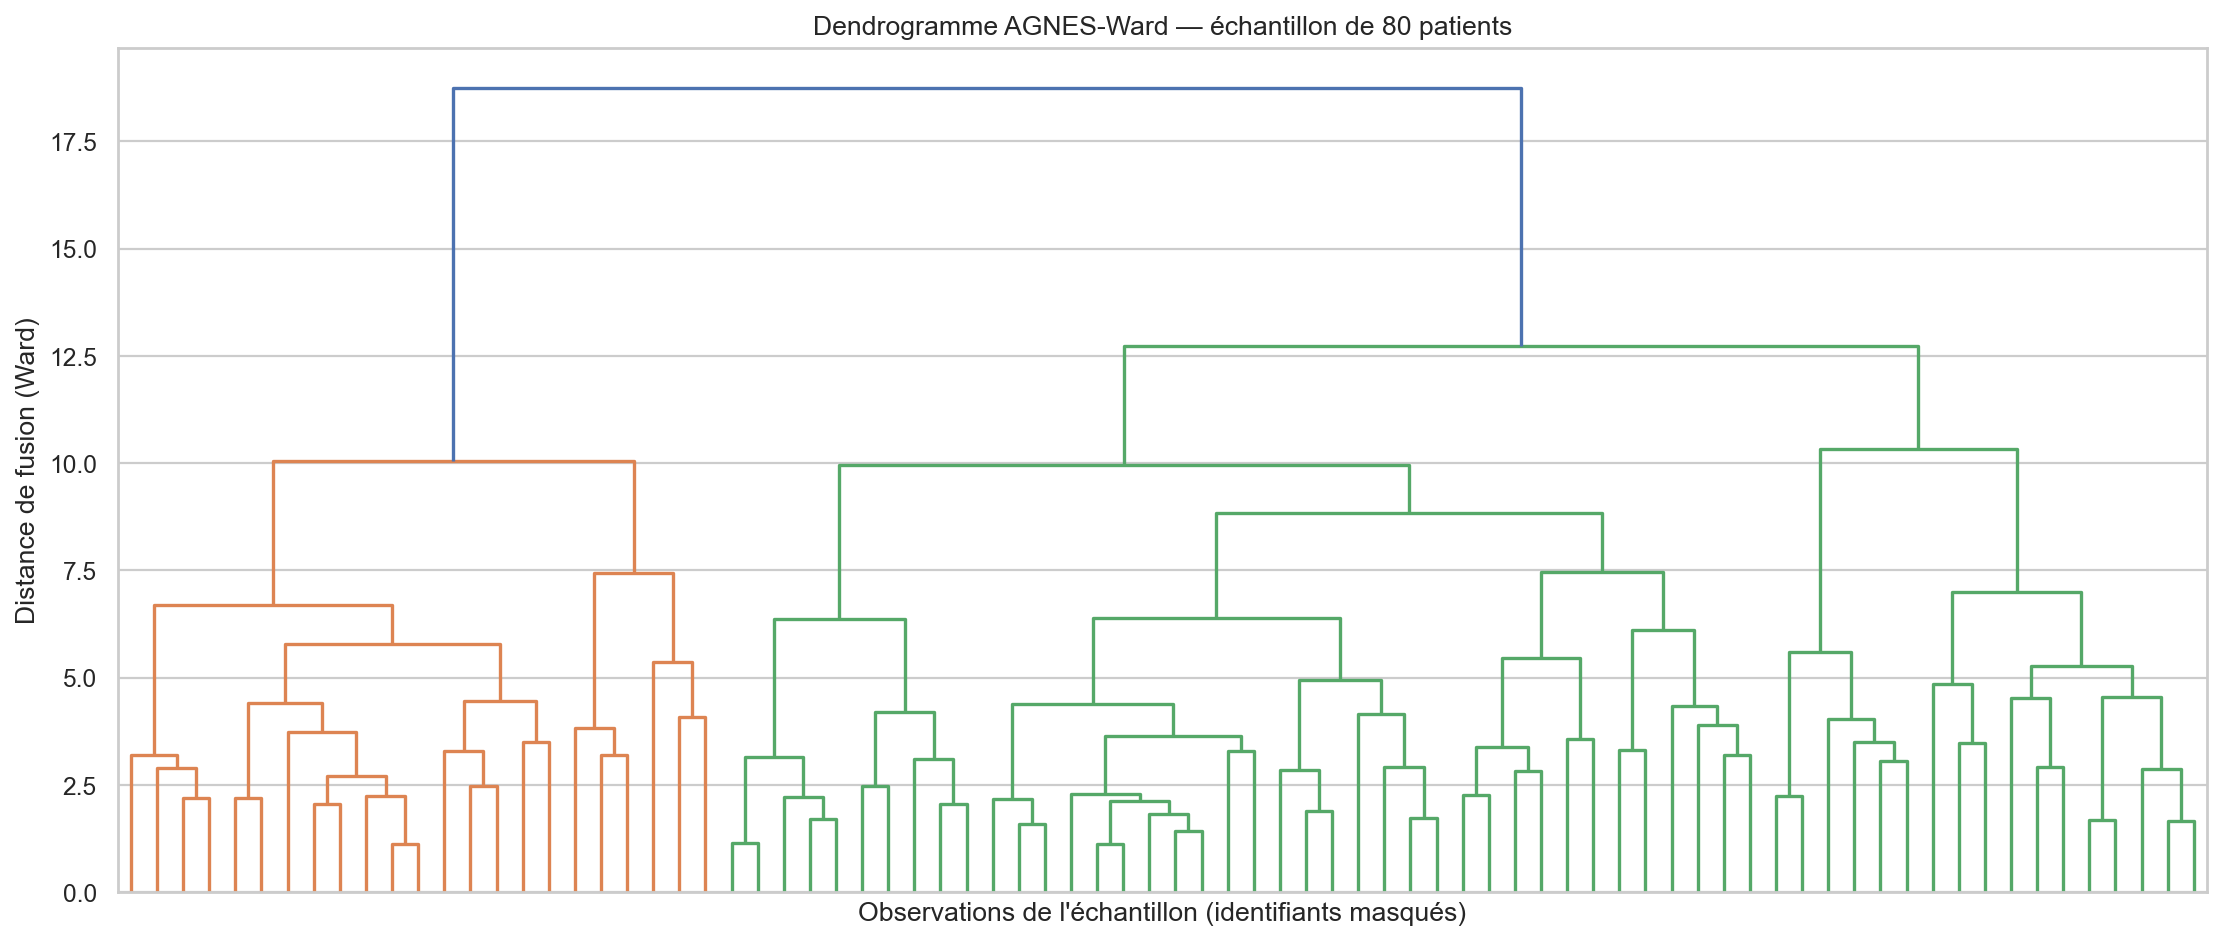 Dendrogramme AGNES-Ward — échantillon de 80 patients
Distance de fusion (Ward)
17.5
15.0
12.5
10.0
7.5
5.0
2.5
0.0
Observations de l'échantillon (identifiants masqués)